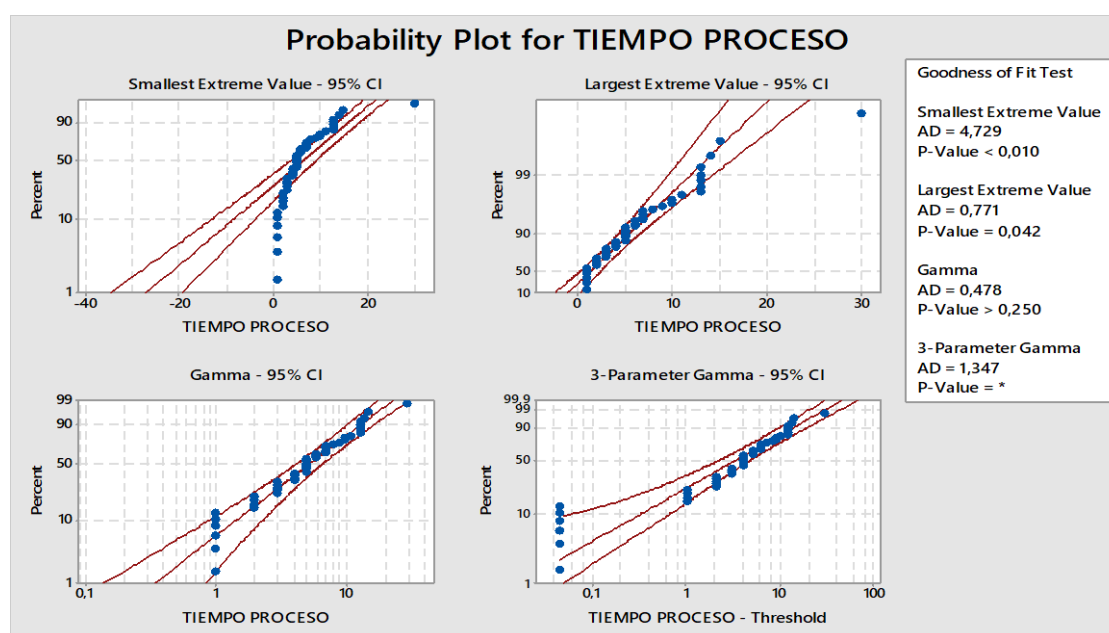 Probability Plot for TIEMPO PROCESO
Smallest Extreme Value - 95% CI
Percent
90
50
10
1
-40 -20 0 20
TIEMPO PROCESO
Largest Extreme Value - 95% CI
Percent
99
90
50
10
0 10 20 30
TIEMPO PROCESO
Gamma - 95% CI
Percent
99
90
50
10
1
0,1 1 10
TIEMPO PROCESO
3-Parameter Gamma - 95% CI
Percent
99,9
99
90
50
10
1
0,1 1 10 100
TIEMPO PROCESO - Threshold
Goodness of Fit Test
Smallest Extreme Value
AD = 4,729
P-Value < 0,010
Largest Extreme Value
AD = 0,771
P-Value = 0,042
Gamma
AD = 0,478
P-Value > 0,250
3-Parameter Gamma
AD = 1,347
P-Value = *